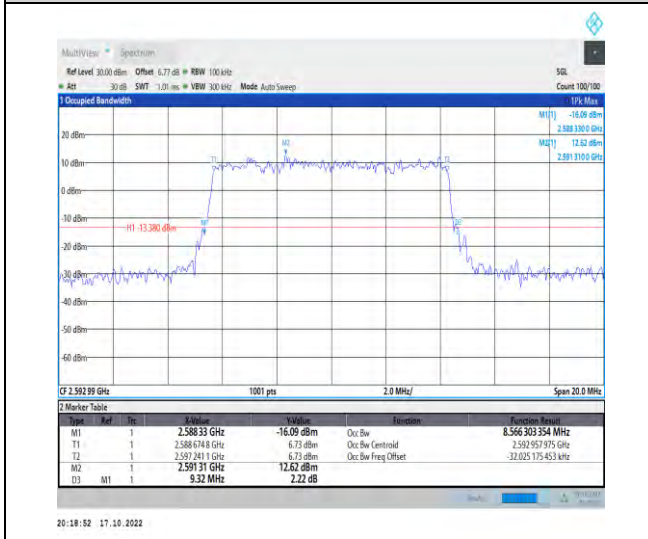 MultiView Spectrum
Ref Level 30.00 dBm Offset 6.77 dB RBW 100 kHz SGL
Att 30 dB SWT 1.01 ms VBW 300 kHz Mode Auto Sweep Count 100/100
1 Occupied Bandwidth 1Pk Max
M1[1] -16.09 dBm
2.588 330 0 GHz
M2[1] 12.62 dBm
2.591 310 0 GHz
20 dBm
M2
10 dBm
T1
T2
0 dBm
-10 dBm
H1 -13.380 dBm
M1
D3
-20 dBm
-30 dBm
-40 dBm
-50 dBm
-60 dBm
CF 2.592 99 GHz 1001 pts 2.0 MHz/ Span 20.0 MHz
2 Marker Table
Type Ref Trc X-Value Y-Value Function Function Result
M1 1 2.588 33 GHz -16.09 dBm Occ Bw 8.566 303 354 MHz
T1 1 2.588 674 8 GHz 6.73 dBm Occ Bw Centroid 2.592 957 975 GHz
T2 1 2.597 241 1 GHz 6.73 dBm Occ Bw Freq Offset -32.025 175 453 kHz
M2 1 2.591 31 GHz 12.62 dBm
D3 M1 1 9.32 MHz 2.22 dB
20:18:52 17.10.2022